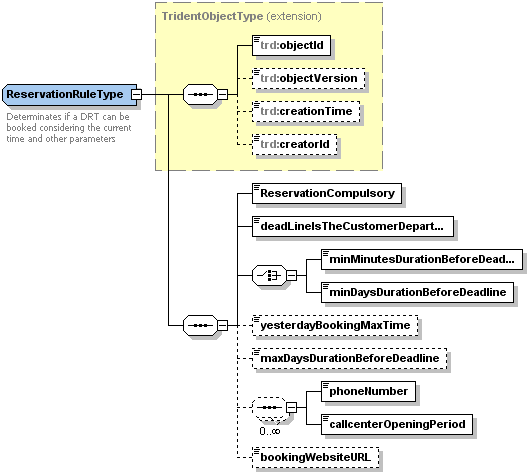 TridentObjectType (extension)
trd:objectId
ReservationRuleType
trd:objectVersion
Determinates if a DRT can be
booked considering the current
time and other parameters
trd:creationTime
trd:creatorId
ReservationCompulsory
deadLineIsTheCustomerDepart...
minMinutesDurationBeforeDead...
minDaysDurationBeforeDeadline
yesterdayBookingMaxTime
maxDaysDurationBeforeDeadline
phoneNumber
0..∞
callcenterOpeningPeriod
bookingWebsiteURL